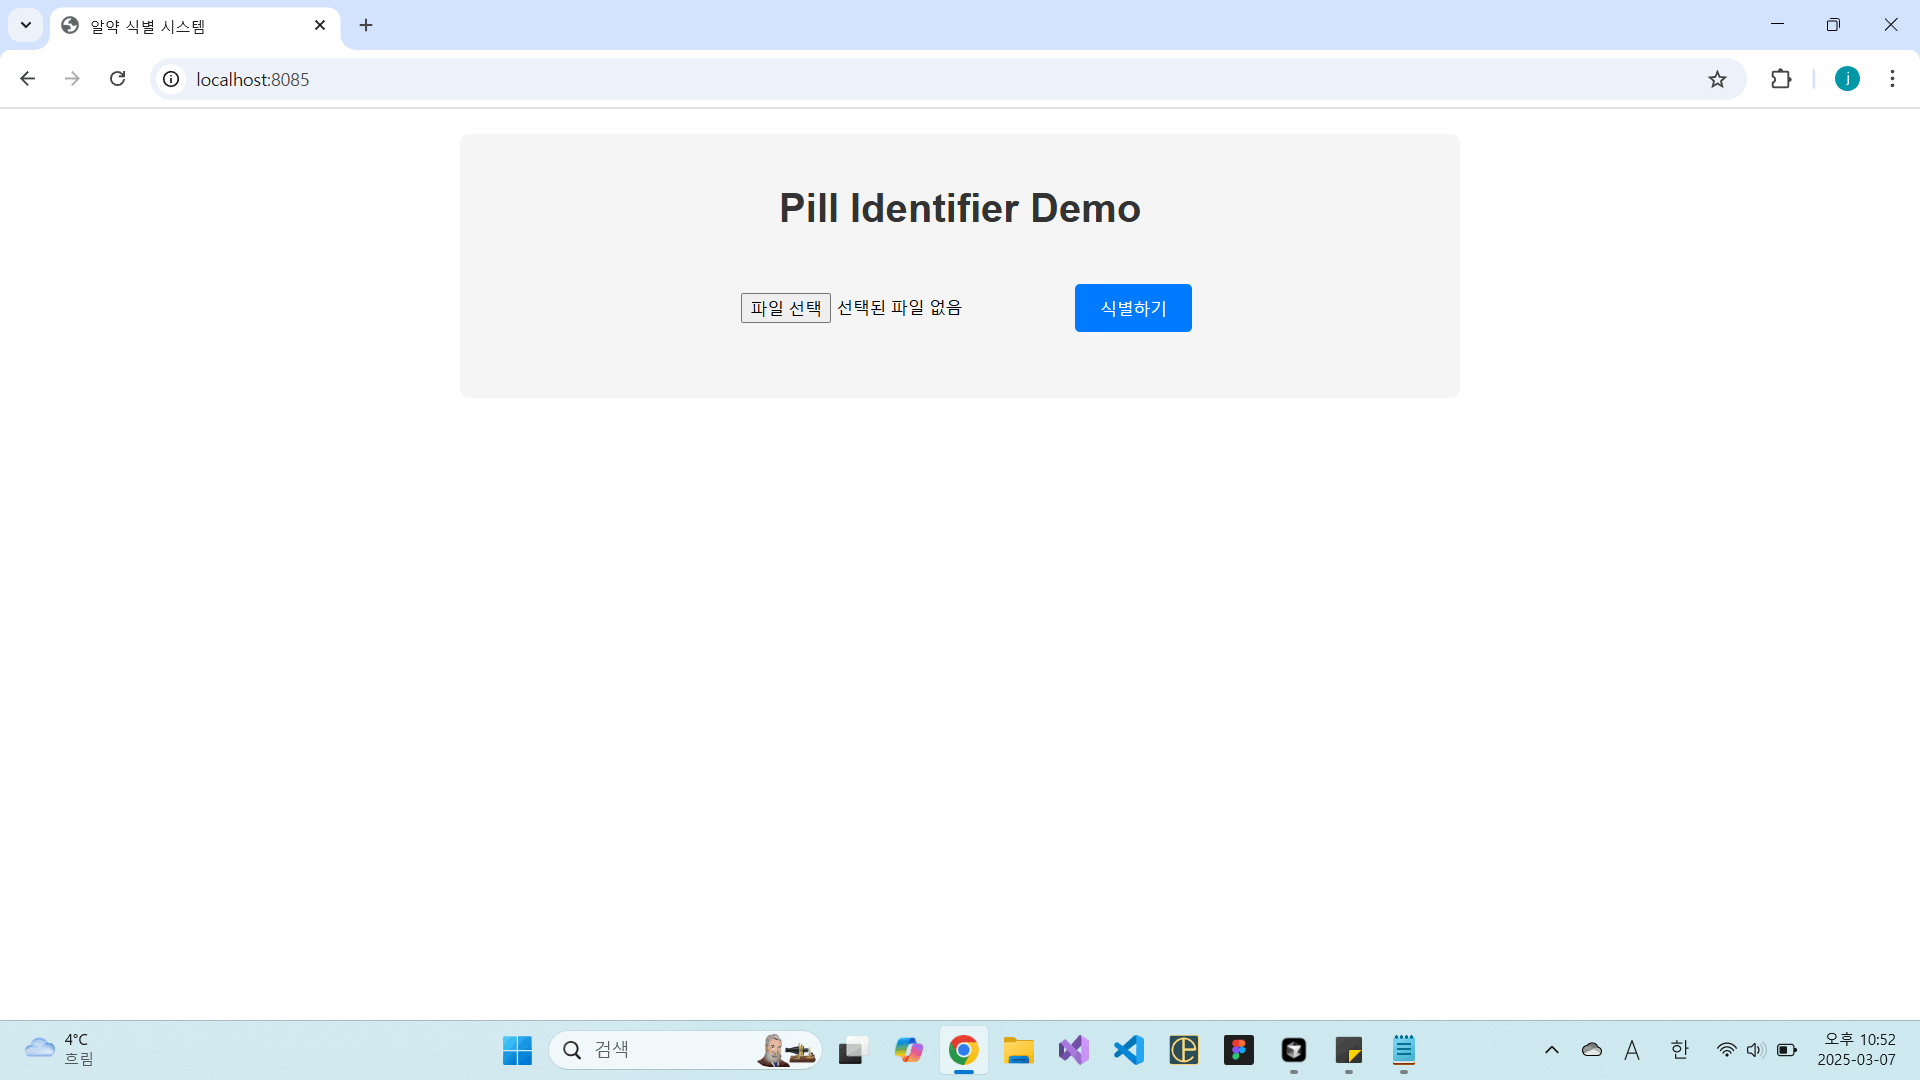 알약 식별 시스템
localhost:8085
j
Pill Identifier Demo
파일 선택 선택된 파일 없음
식별하기
4°C
흐림
검색
A
한
오후 10:52
2025-03-07